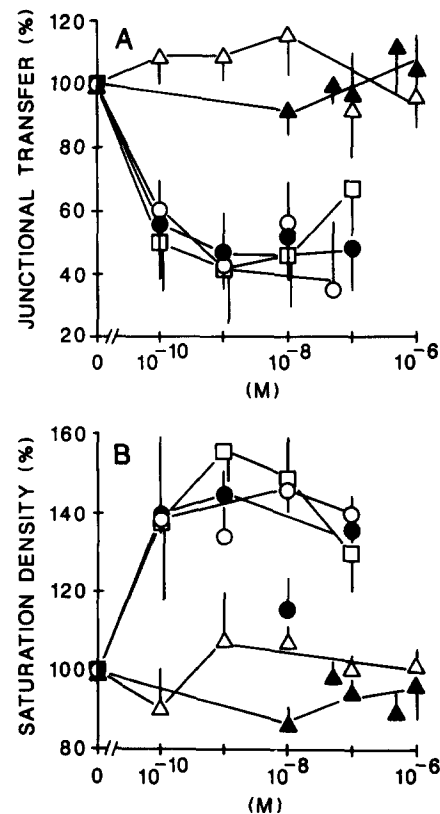 A
JUNCTIONAL TRANSFER (%)
120
100
80
60
40
20
0 10⁻¹⁰ 10⁻⁸ 10⁻⁶
(M)
B
SATURATION DENSITY (%)
160
140
120
100
80
0 10⁻¹⁰ 10⁻⁸ 10⁻⁶
(M)